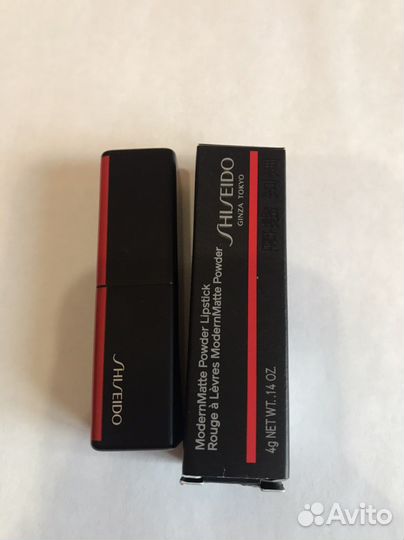 SHISEIDO
SHISEIDO
GINZA TOKYO
ModernMatte Powder Lipstick
Rouge à Lèvres ModernMatte Powder
4g NET WT. .14 OZ.
Avito